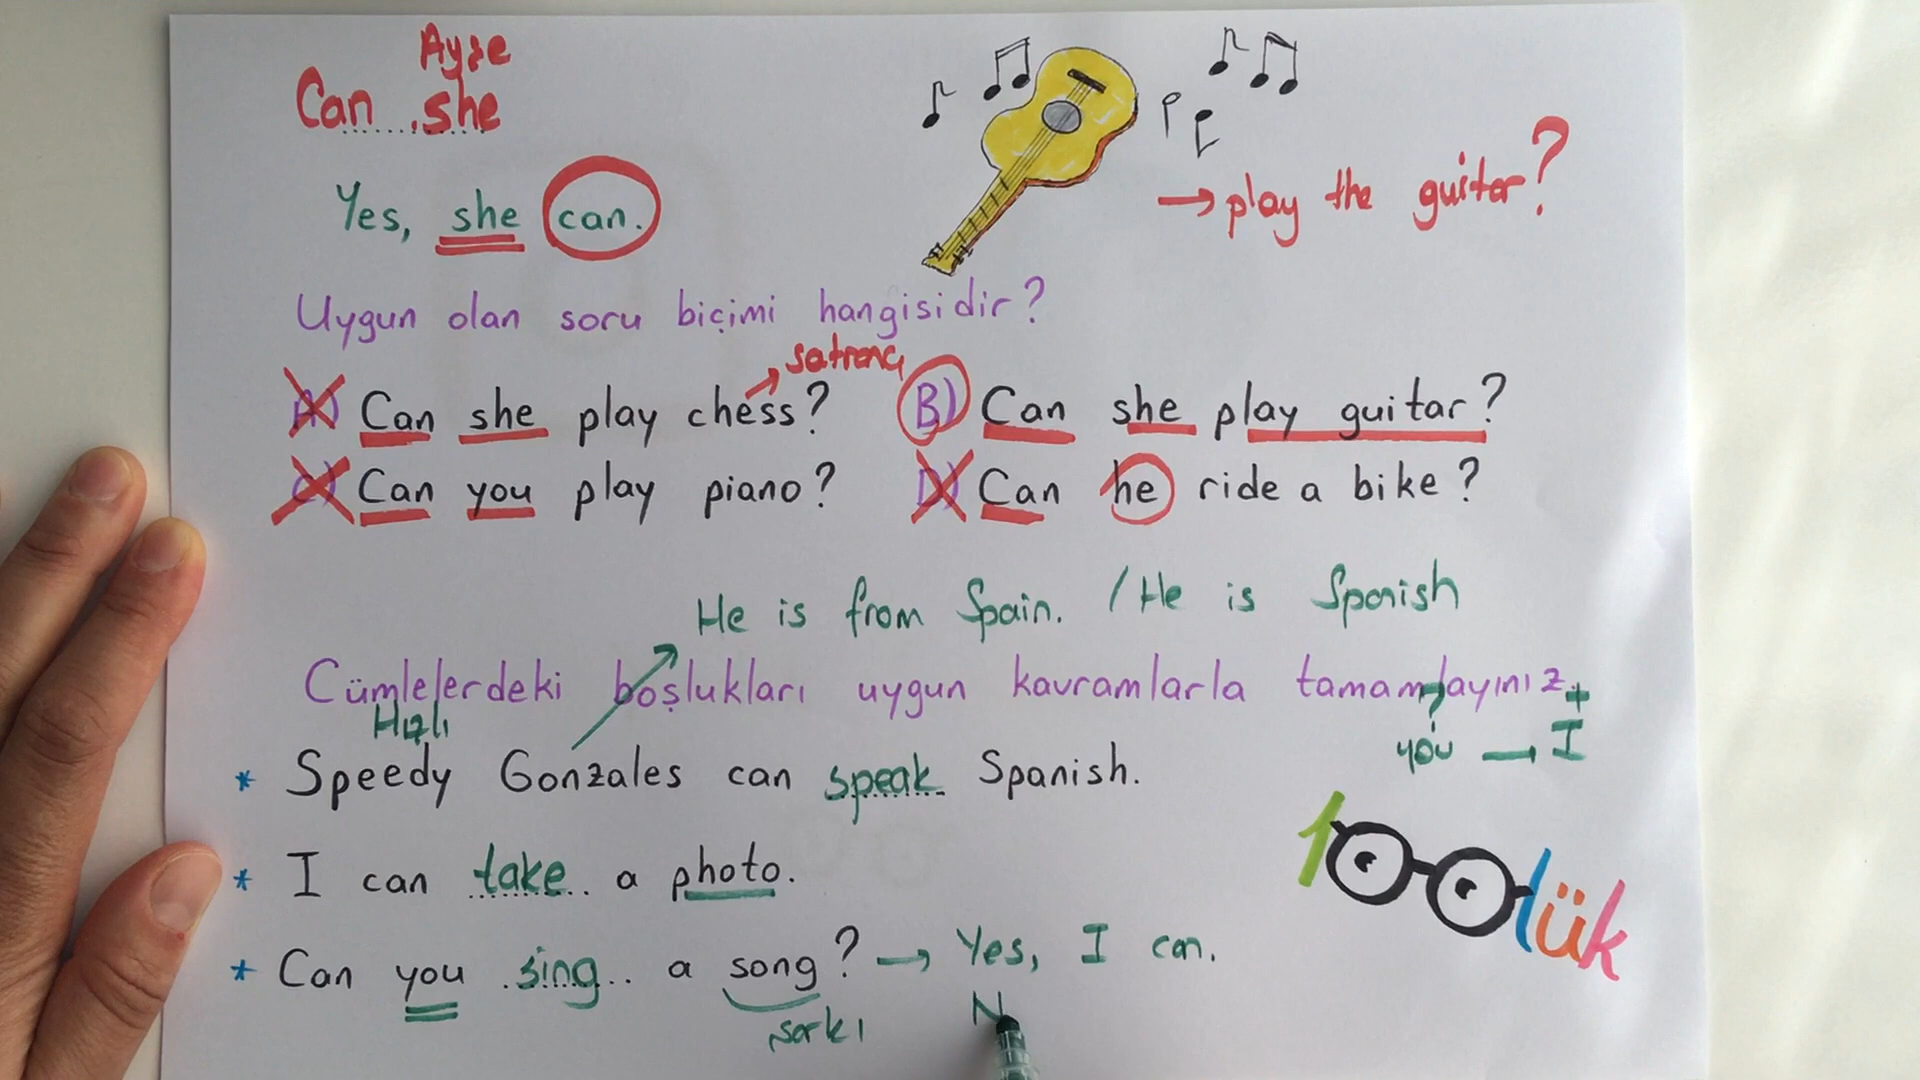 Ayşe
Can ..she
Yes, she can.
→ play the guitar?
Uygun olan soru biçimi hangisidir?
satranç
A) Can she play chess? B) Can she play guitar?
C) Can you play piano? D) Can he ride a bike?
He is from Spain. / He is Spanish
Cümlelerdeki boşlukları uygun kavramlarla tamamlayınız.
Hızlı
? +
you → I
* Speedy Gonzales can speak Spanish.
100lük
* I can take a photo.
* Can you sing a song? → Yes, I can.
şarkı
N